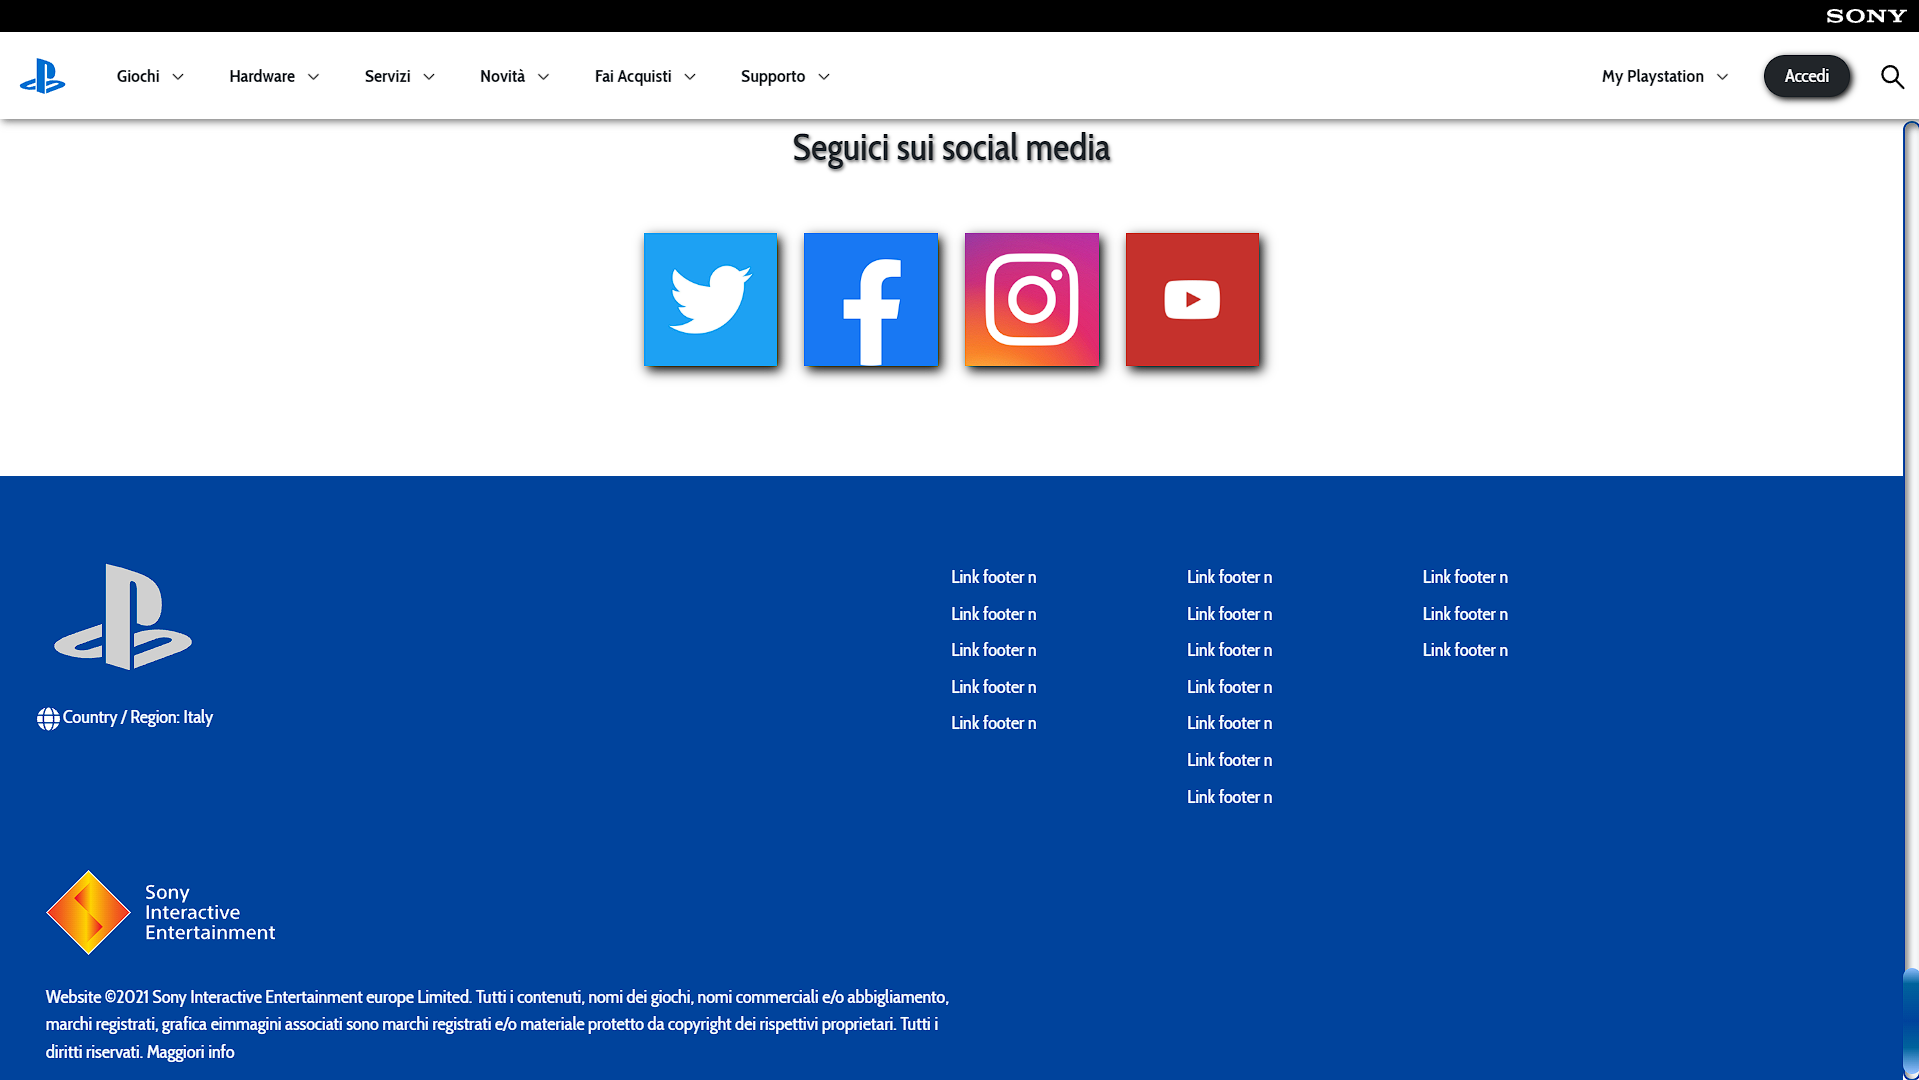 SONY
Giochi Hardware Servizi Novità Fai Acquisti Supporto My Playstation Accedi
Seguici sui social media
Link footer n Link footer n Link footer n
Link footer n Link footer n Link footer n
Link footer n Link footer n Link footer n
Link footer n Link footer n
Country / Region: Italy
Link footer n Link footer n
Link footer n
Link footer n
Sony
Interactive
Entertainment
Website ©2021 Sony Interactive Entertainment europe Limited. Tutti i contenuti, nomi dei giochi, nomi commerciali e/o abbigliamento,
marchi registrati, grafica eimmagini associati sono marchi registrati e/o materiale protetto da copyright dei rispettivi proprietari. Tutti i
diritti riservati. Maggiori info